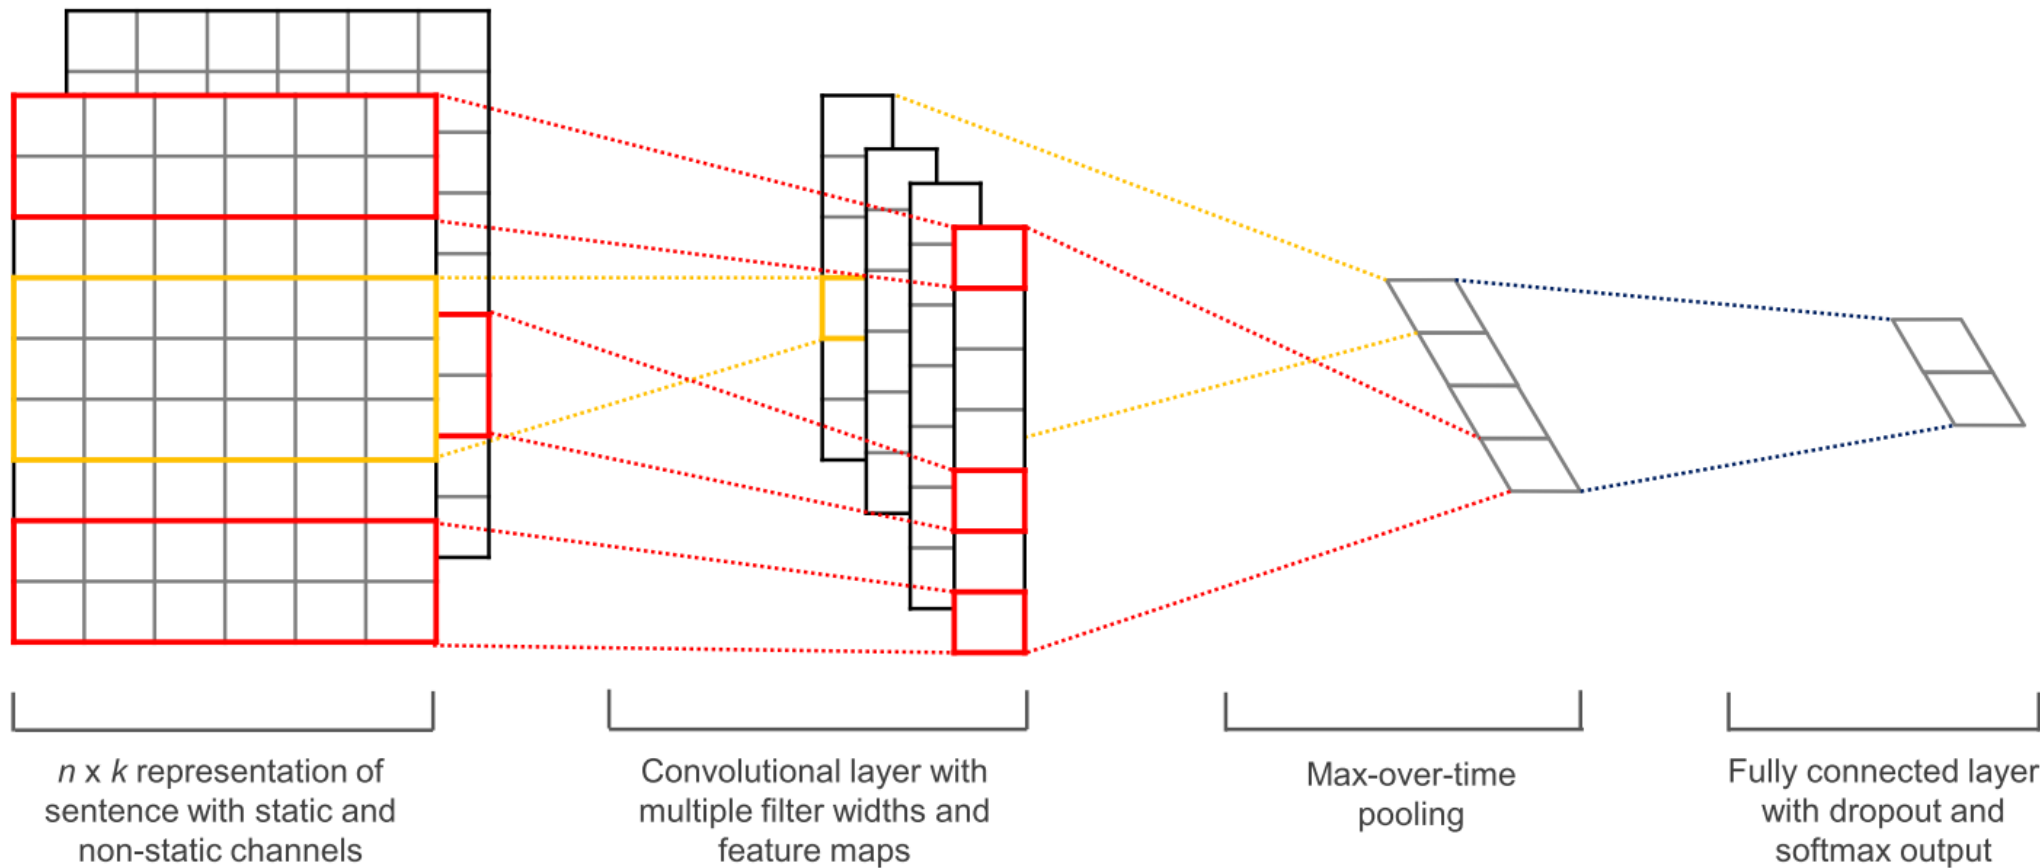 n x k representation of
sentence with static and
non-static channels
Convolutional layer with
multiple filter widths and
feature maps
Max-over-time
pooling
Fully connected layer
with dropout and
softmax output